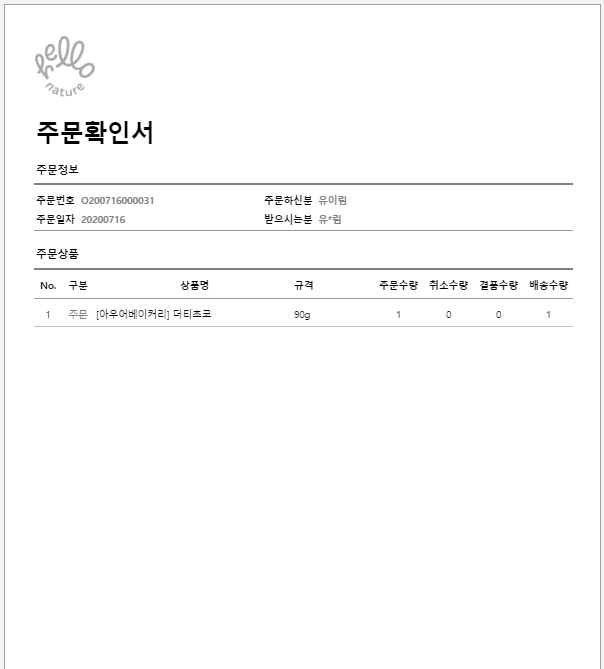 hello
nature
주문확인서
주문정보
주문번호 O200716000031 주문하신분 유이림
주문일자 20200716 받으시는분 유*림
주문상품
No. 구분 상품명 규격 주문수량 취소수량 결품수량 배송수량
1 주문 [아우어베이커리] 더티초코 90g 1 0 0 1